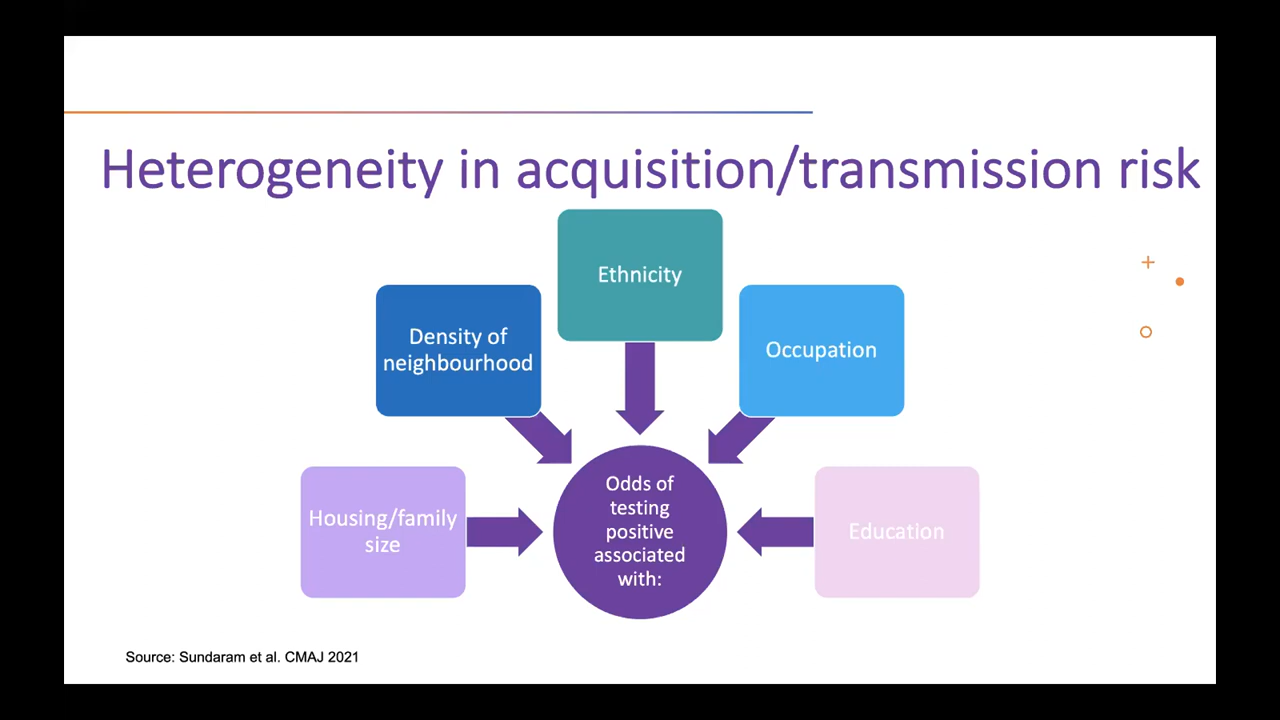 Heterogeneity in acquisition/transmission risk
Ethnicity
Density of
neighbourhood
Occupation
Housing/family
size
Odds of
testing
positive
associated
with:
Education
Source: Sundaram et al. CMAJ 2021